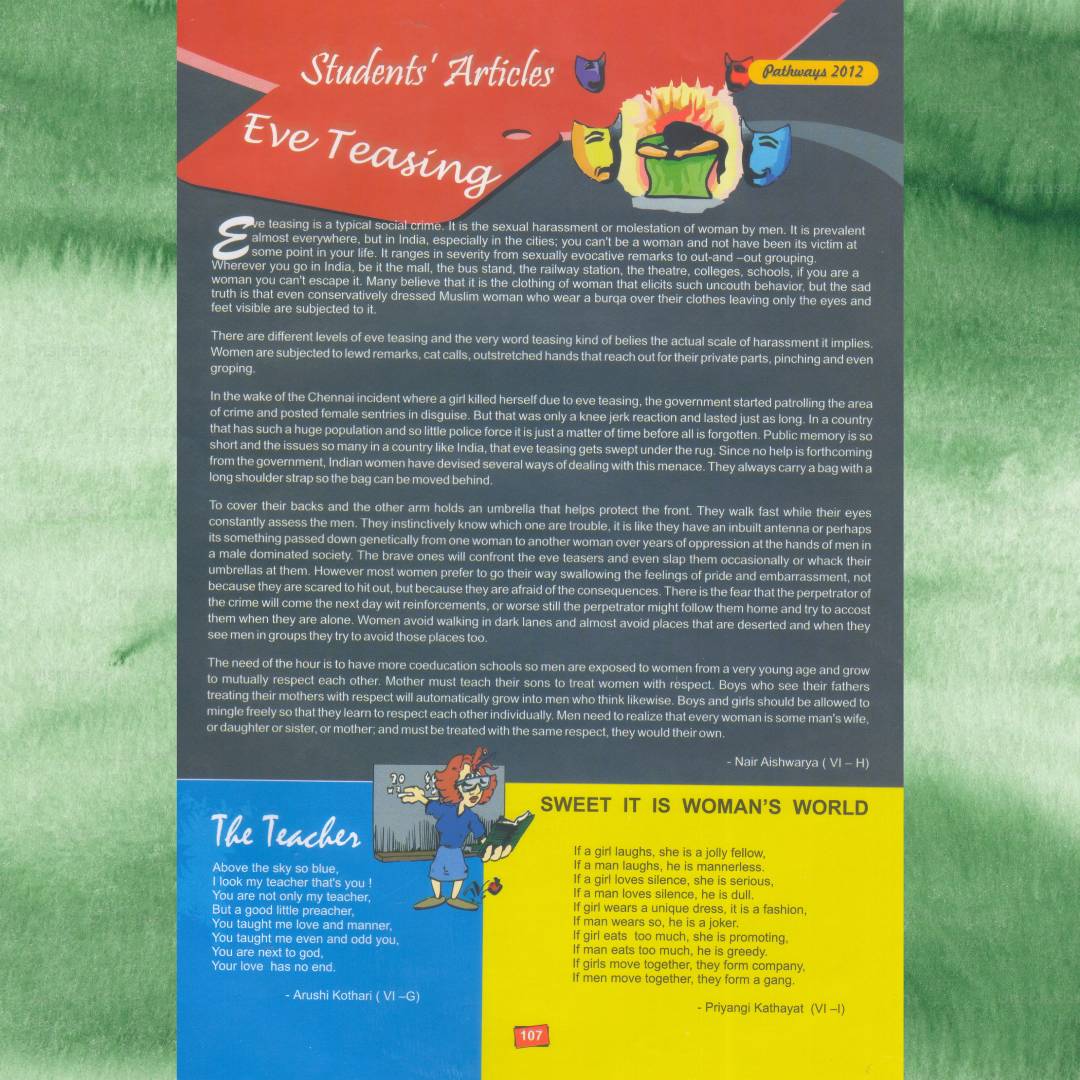 Students' Articles
Pathways 2012
Eve Teasing
Eve teasing is a typical social crime. It is the sexual harassment or molestation of woman by men. It is prevalent
almost everywhere, but in India, especially in the cities; you can't be a woman and not have been its victim at
some point in your life. It ranges in severity from sexually evocative remarks to out-and –out grouping.
Wherever you go in India, be it the mall, the bus stand, the railway station, the theatre, colleges, schools, if you are a
woman you can't escape it. Many believe that it is the clothing of woman that elicits such uncouth behavior, but the sad
truth is that even conservatively dressed Muslim woman who wear a burqa over their clothes leaving only the eyes and
feet visible are subjected to it.
There are different levels of eve teasing and the very word teasing kind of belies the actual scale of harassment it implies.
Women are subjected to lewd remarks, cat calls, outstretched hands that reach out for their private parts, pinching and even
groping.
In the wake of the Chennai incident where a girl killed herself due to eve teasing, the government started patrolling the area
of crime and posted female sentries in disguise. But that was only a knee jerk reaction and lasted just as long. In a country
that has such a huge population and so little police force it is just a matter of time before all is forgotten. Public memory is so
short and the issues so many in a country like India, that eve teasing gets swept under the rug. Since no help is forthcoming
from the government, Indian women have devised several ways of dealing with this menace. They always carry a bag with a
long shoulder strap so the bag can be moved behind.
To cover their backs and the other arm holds an umbrella that helps protect the front. They walk fast while their eyes
constantly assess the men. They instinctively know which one are trouble, it is like they have an inbuilt antenna or perhaps
its something passed down genetically from one woman to another woman over years of oppression at the hands of men in
a male dominated society. The brave ones will confront the eve teasers and even slap them occasionally or whack their
umbrellas at them. However most women prefer to go their way swallowing the feelings of pride and embarrassment, not
because they are scared to hit out, but because they are afraid of the consequences. There is the fear that the perpetrator of
the crime will come the next day wit reinforcements, or worse still the perpetrator might follow them home and try to accost
them when they are alone. Women avoid walking in dark lanes and almost avoid places that are deserted and when they
see men in groups they try to avoid those places too.
The need of the hour is to have more coeducation schools so men are exposed to women from a very young age and grow
to mutually respect each other. Mother must teach their sons to treat women with respect. Boys who see their fathers
treating their mothers with respect will automatically grow into men who think likewise. Boys and girls should be allowed to
mingle freely so that they learn to respect each other individually. Men need to realize that every woman is some man's wife,
or daughter or sister, or mother; and must be treated with the same respect, they would their own.
- Nair Aishwarya ( VI – H)
The Teacher
Above the sky so blue,
I look my teacher that's you !
You are not only my teacher,
But a good little preacher,
You taught me love and manner,
You taught me even and odd you,
You are next to god,
Your love has no end.
- Arushi Kothari ( VI –G)
SWEET IT IS WOMAN'S WORLD
If a girl laughs, she is a jolly fellow,
If a man laughs, he is mannerless.
If a girl loves silence, she is serious,
If a man loves silence, he is dull.
If girl wears a unique dress, it is a fashion,
If man wears so, he is a joker.
If girl eats too much, she is promoting,
If man eats too much, he is greedy.
If girls move together, they form company,
If men move together, they form a gang.
- Priyangi Kathayat (VI –I)
107